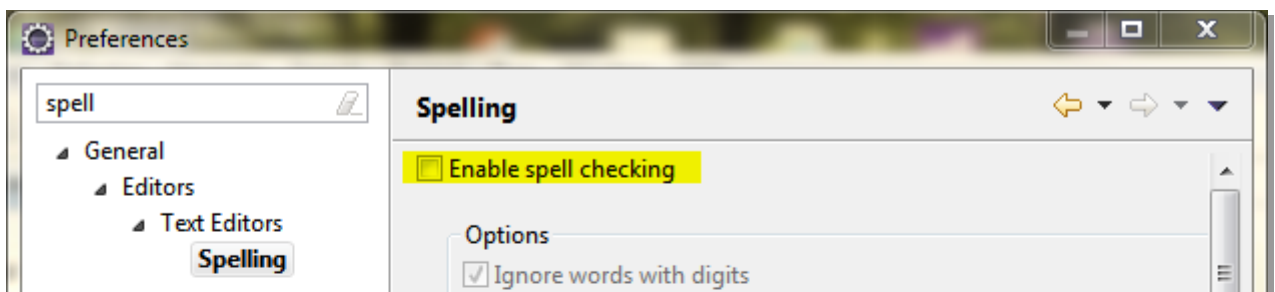 Preferences
spell
General
Editors
Text Editors
Spelling
Spelling
Enable spell checking
Options
Ignore words with digits